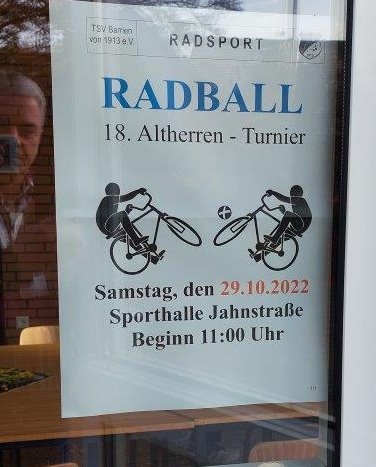 TSV Barrien
von 1913 e.V.
RADSPORT
RADBALL
18. Altherren - Turnier
Samstag, den 29.10.2022
Sporthalle Jahnstraße
Beginn 11:00 Uhr